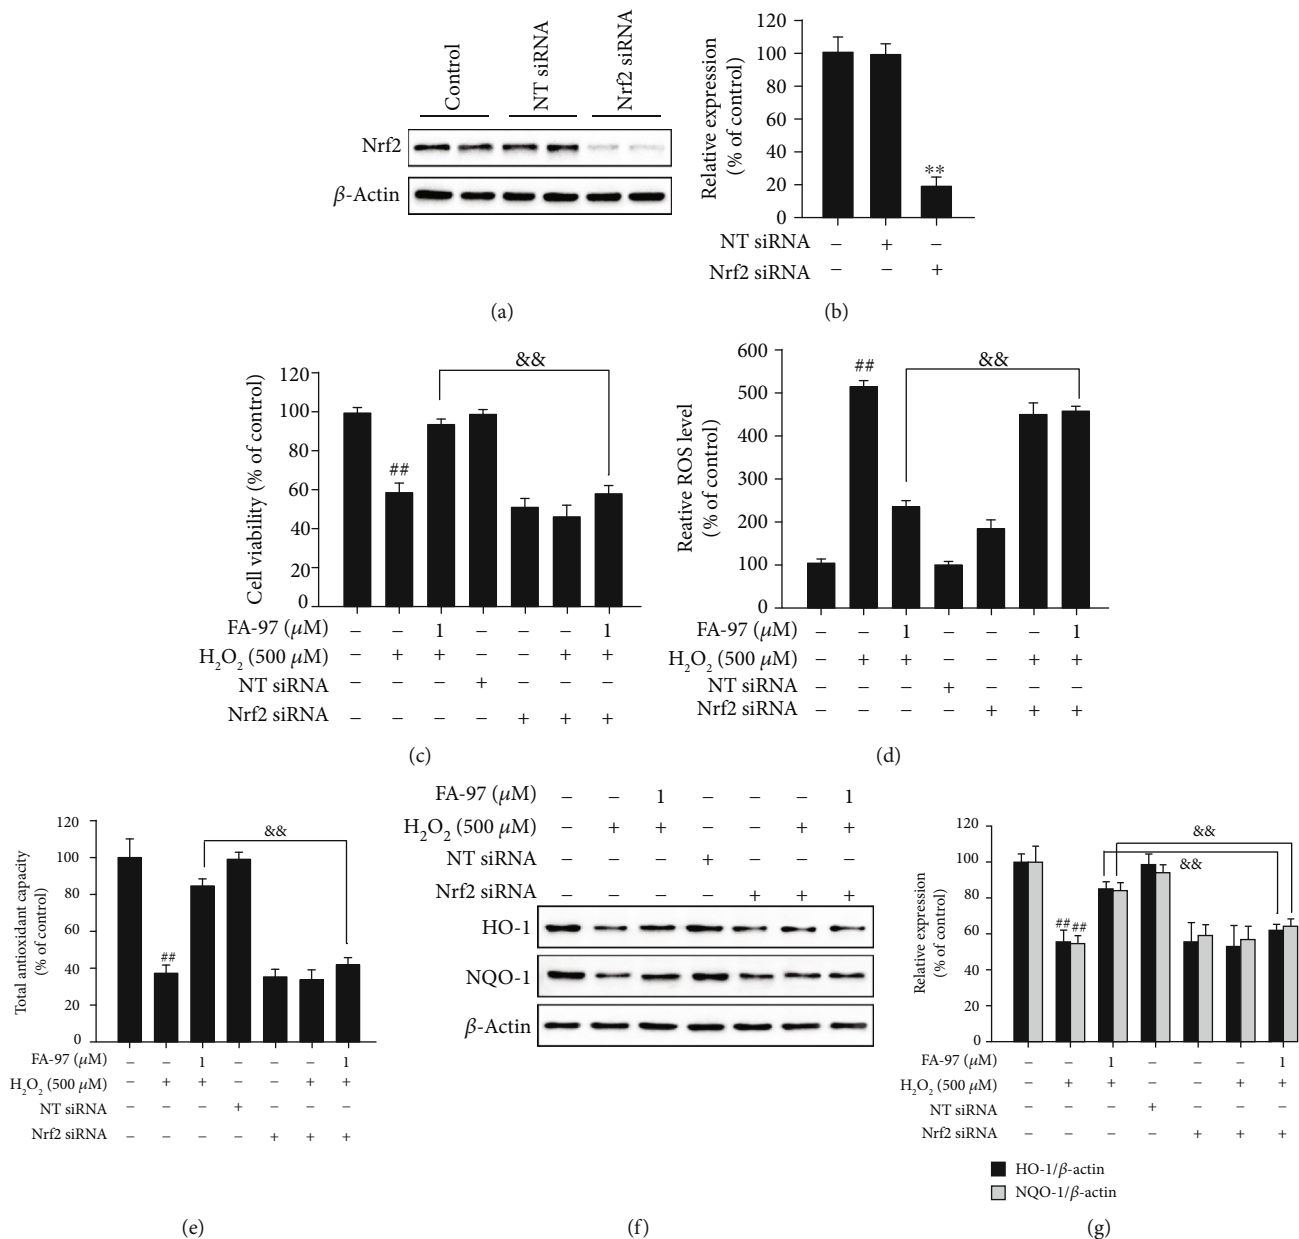 Control
NT siRNA
Nrf2 siRNA
Nrf2
β-Actin
(a)
Relative expression
(% of control)
120
100
80
60
40
20
0
**
NT siRNA − + −
Nrf2 siRNA − − +
(b)
Cell viability (% of control)
120
100
80
60
40
20
0
##
&&
FA-97 (μM) − − 1 − − − 1
H₂O₂ (500 μM) − + + − − + +
NT siRNA − − − + − − −
Nrf2 siRNA − − − − + + +
(c)
Reative ROS level
(% of control)
600
500
400
300
200
100
0
##
&&
FA-97 (μM) − − 1 − − − 1
H₂O₂ (500 μM) − + + − − + +
NT siRNA − − − + − − −
Nrf2 siRNA − − − − + + +
(d)
Total antioxidant capacity
(% of control)
120
100
80
60
40
20
0
##
&&
FA-97 (μM) − − 1 − − − 1
H₂O₂ (500 μM) − + + − − + +
NT siRNA − − − + − − −
Nrf2 siRNA − − − − + + +
(e)
FA-97 (μM) − − 1 − − − 1
H₂O₂ (500 μM) − + + − − + +
NT siRNA − − − + − − −
Nrf2 siRNA − − − − + + +
HO-1
NQO-1
β-Actin
(f)
Relative expression
(% of control)
120
100
80
60
40
20
0
## ##
&&
&&
FA-97 (μM) − − 1 − − − 1
H₂O₂ (500 μM) − + + − − + +
NT siRNA − − − + − − −
Nrf2 siRNA − − − − + + +
HO-1/β-actin
NQO-1/β-actin
(g)